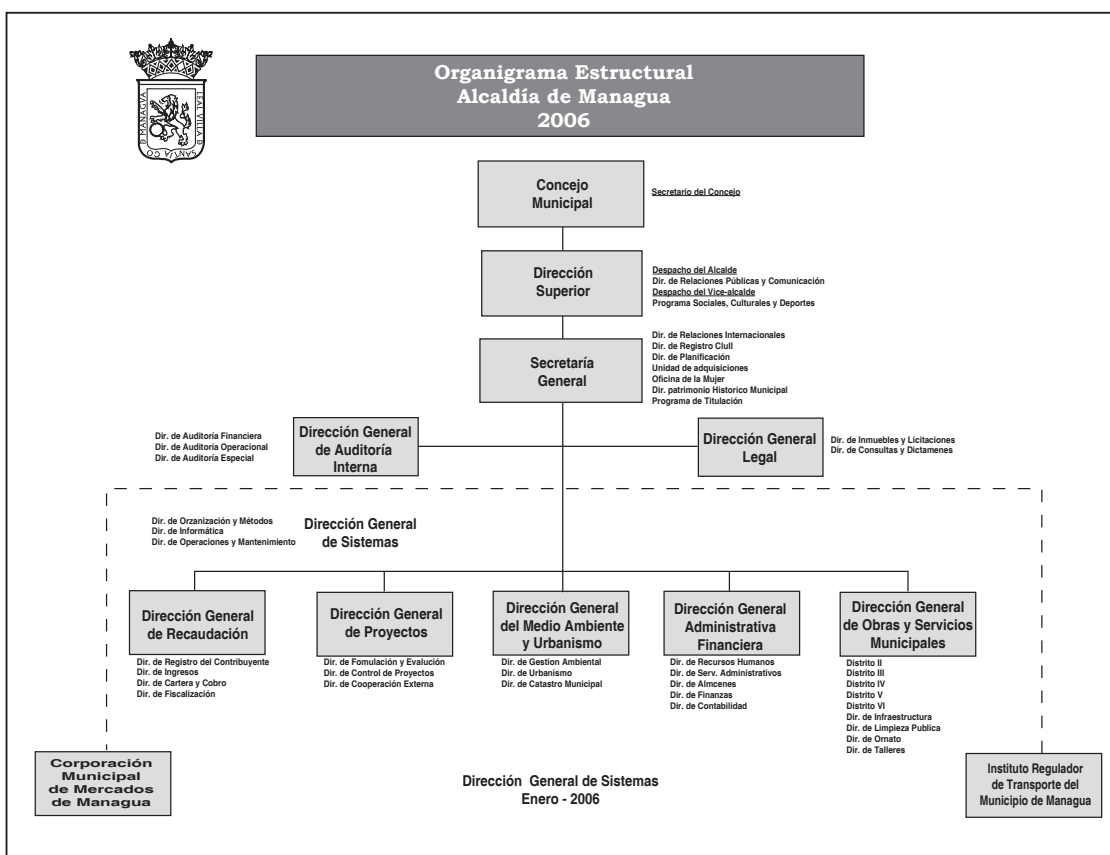 Organigrama Estructural
Alcaldía de Managua
2006
D MANAGVA
LEAL VILLA D
SANTIAGO
Concejo
Municipal
Secretario del Concejo
Dirección
Superior
Despacho del Alcalde
Dir. de Relaciones Públicas y Comunicación
Despacho del Vice-alcalde
Programa Sociales, Culturales y Deportes
Secretaría
General
Dir. de Relaciones Internacionales
Dir. de Registro CIull
Dir. de Planificación
Unidad de adquisiciones
Oficina de la Mujer
Dir. patrimonio Historico Municipal
Programa de Titulación
Dir. de Auditoría Financiera
Dir. de Auditoría Operacional
Dir. de Auditoría Especial
Dirección General
de Auditoría
Interna
Dirección General
Legal
Dir. de Inmuebles y Licitaciones
Dir. de Consultas y Dictamenes
Dir. de Orzanización y Métodos
Dir. de Informática
Dir. de Operaciones y Mantenimiento
Dirección General
de Sistemas
Dirección General
de Recaudación
Dir. de Registro del Contribuyente
Dir. de Ingresos
Dir. de Cartera y Cobro
Dir. de Fiscalización
Dirección General
de Proyectos
Dir. de Fomulación y Evalución
Dir. de Control de Proyectos
Dir. de Cooperación Externa
Dirección General
del Medio Ambiente
y Urbanismo
Dir. de Gestion Ambiental
Dir. de Urbanismo
Dir. de Catastro Municipal
Dirección General
Administrativa
Financiera
Dir. de Recursos Humanos
Dir. de Serv. Administrativos
Dir. de Almcenes
Dir. de Finanzas
Dir. de Contabilidad
Dirección General
de Obras y Servicios
Municipales
Distrito II
Distrito III
Distrito IV
Distrito V
Distrito VI
Dir. de Infraestructura
Dir. de Limpieza Publica
Dir. de Ornato
Dir. de Talleres
Corporación
Municipal
de Mercados
de Managua
Dirección General de Sistemas
Enero - 2006
Instituto Regulador
de Transporte del
Municipio de Managua